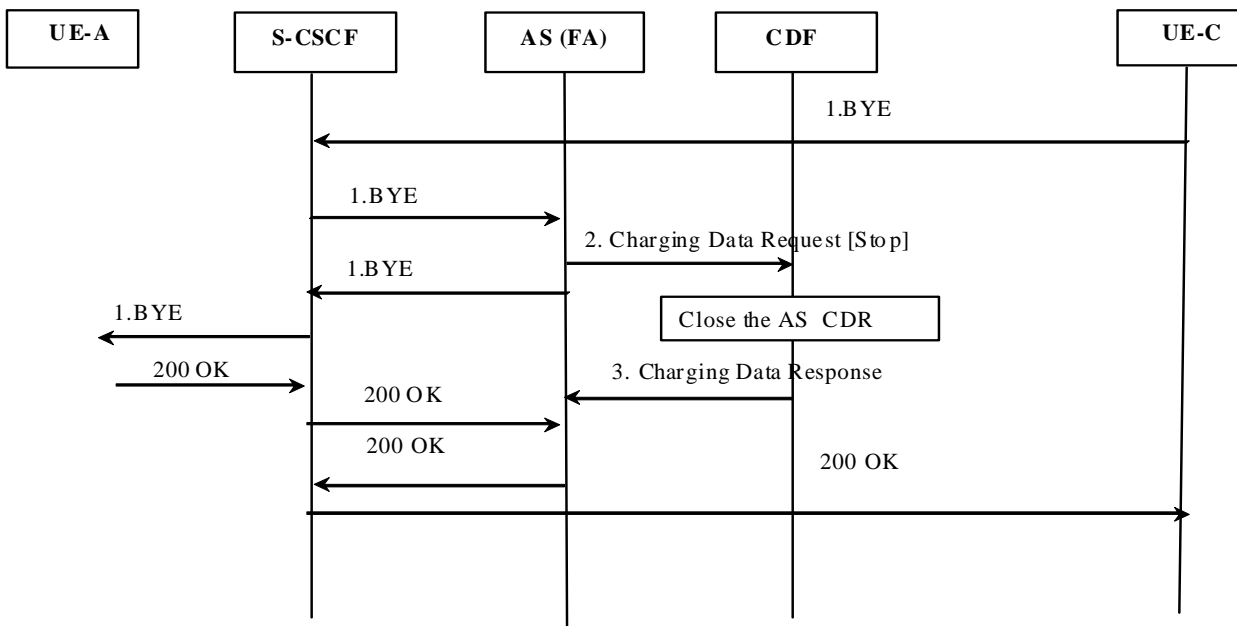 UE-A
S-CSCF
AS (FA)
CDF
UE-C
1.BYE
1.BYE
2. Charging Data Request [Stop]
1.BYE
1.BYE
Close the AS CDR
200 OK
3. Charging Data Response
200 OK
200 OK
200 OK